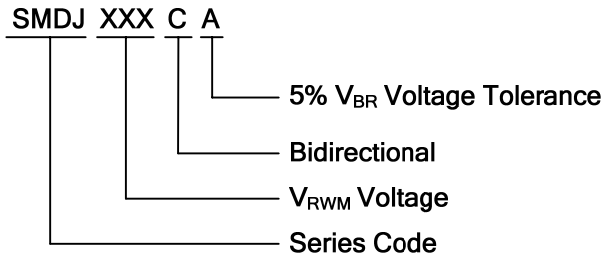 SMDJ XXX C A
5% VBR Voltage Tolerance
Bidirectional
VRWM Voltage
Series Code